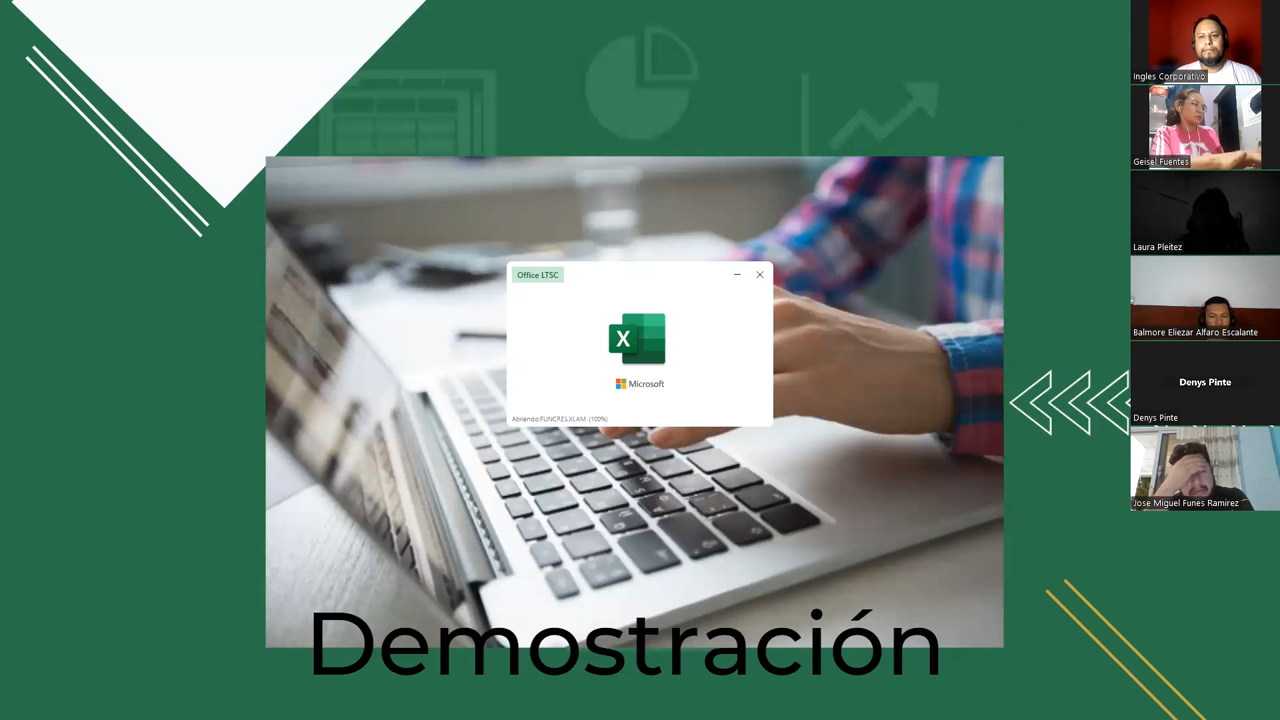 Office LTSC
X
Microsoft
Abriendo:FUNCRES.XLAM (100%)
Demostración
Ingles Corporativo
Geisel Fuentes
Laura Pleitez
Balmore Eliezar Alfaro Escalante
Denys Pinte
Denys Pinte
Jose Miguel Funes Ramirez